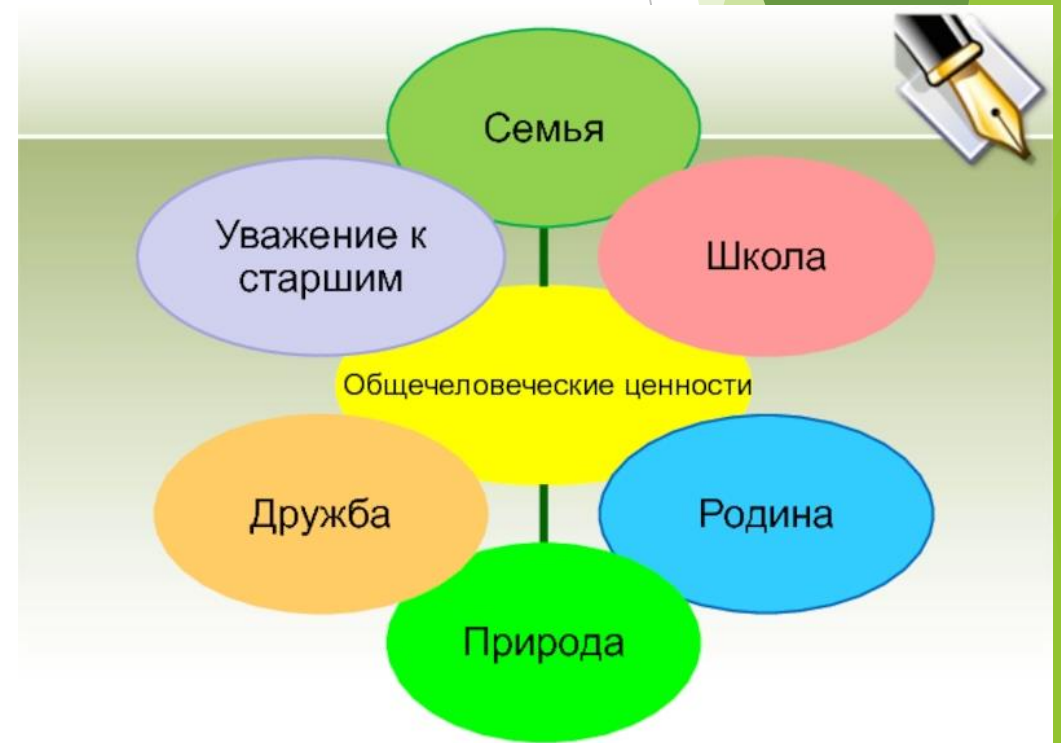 Семья
Уважение к
старшим
Школа
Общечеловеческие ценности
Дружба
Родина
Природа